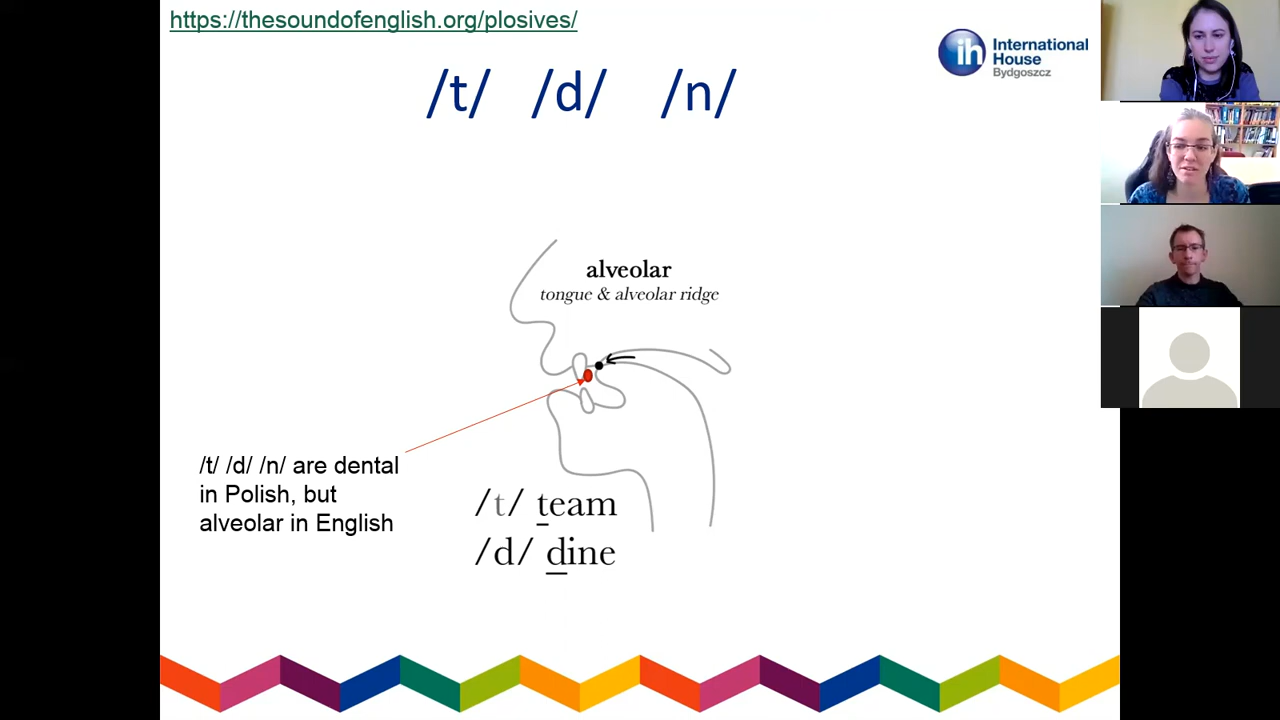 https://thesoundofenglish.org/plosives/
ih International
House
Bydgoszcz
/t/ /d/ /n/
alveolar
tongue & alveolar ridge
/t/ /d/ /n/ are dental
in Polish, but
alveolar in English
/t/ team
/d/ dine